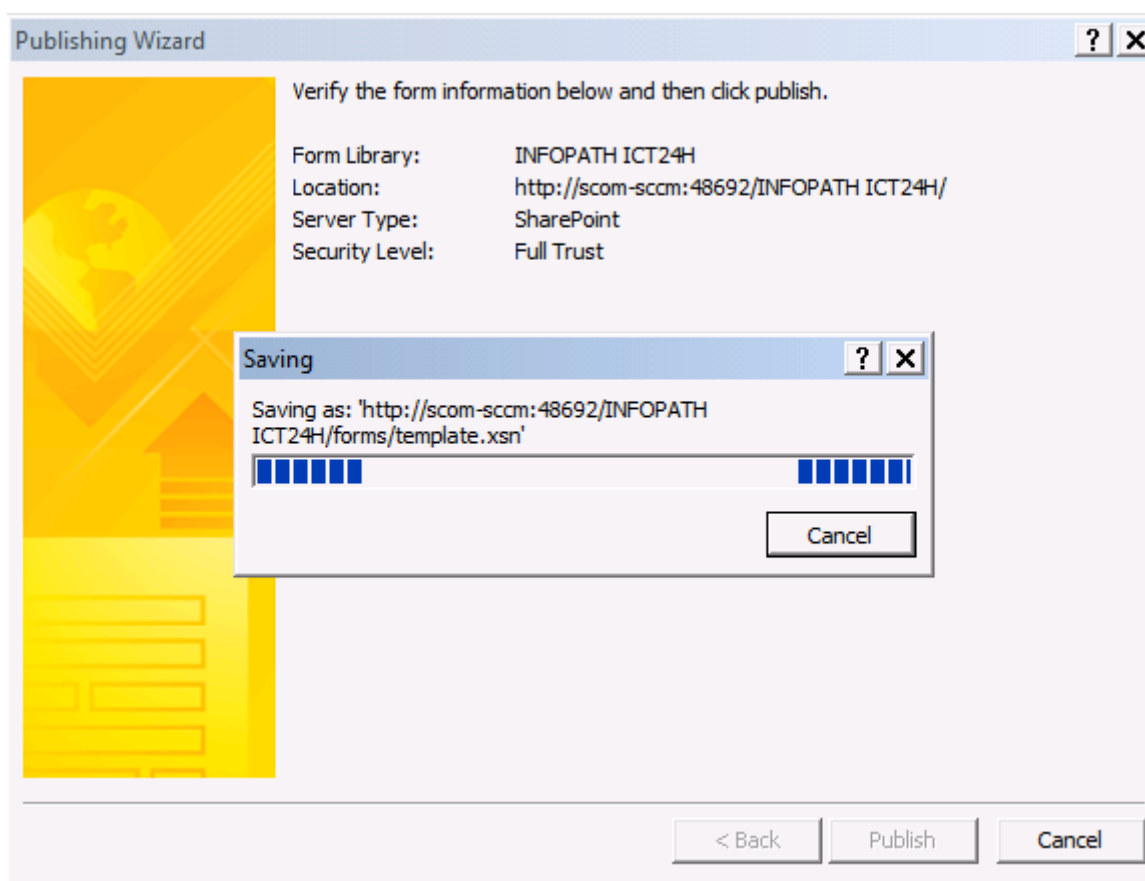 Publishing Wizard
Verify the form information below and then click publish.
Form Library: INFOPATH ICT24H
Location: http://scom-sccm:48692/INFOPATH ICT24H/
Server Type: SharePoint
Security Level: Full Trust
Saving
Saving as: 'http://scom-sccm:48692/INFOPATH
ICT24H/forms/template.xsn'
Cancel
< Back Publish Cancel